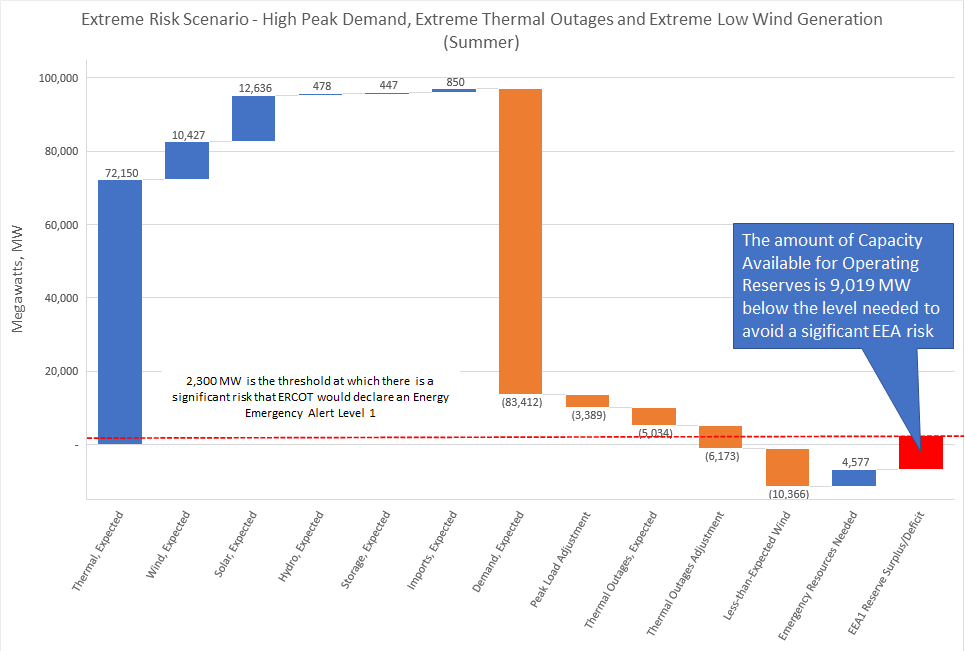 Extreme Risk Scenario - High Peak Demand, Extreme Thermal Outages and Extreme Low Wind Generation
(Summer)
Megawatts, MW
100,000
80,000
60,000
40,000
20,000
-
72,150
10,427
12,636
478
447
850
(83,412)
(3,389)
(5,034)
(6,173)
(10,366)
4,577
2,300 MW is the threshold at which there is a
significant risk that ERCOT would declare an Energy
Emergency Alert Level 1
The amount of Capacity
Available for Operating
Reserves is 9,019 MW
below the level needed to
avoid a sigificant EEA risk
Thermal, Expected
Wind, Expected
Solar, Expected
Hydro, Expected
Storage, Expected
Imports, Expected
Demand, Expected
Peak Load Adjustment
Thermal Outages, Expected
Thermal Outages Adjustment
Less-than-Expected Wind
Emergency Resources Needed
EEA1 Reserve Surplus/Deficit